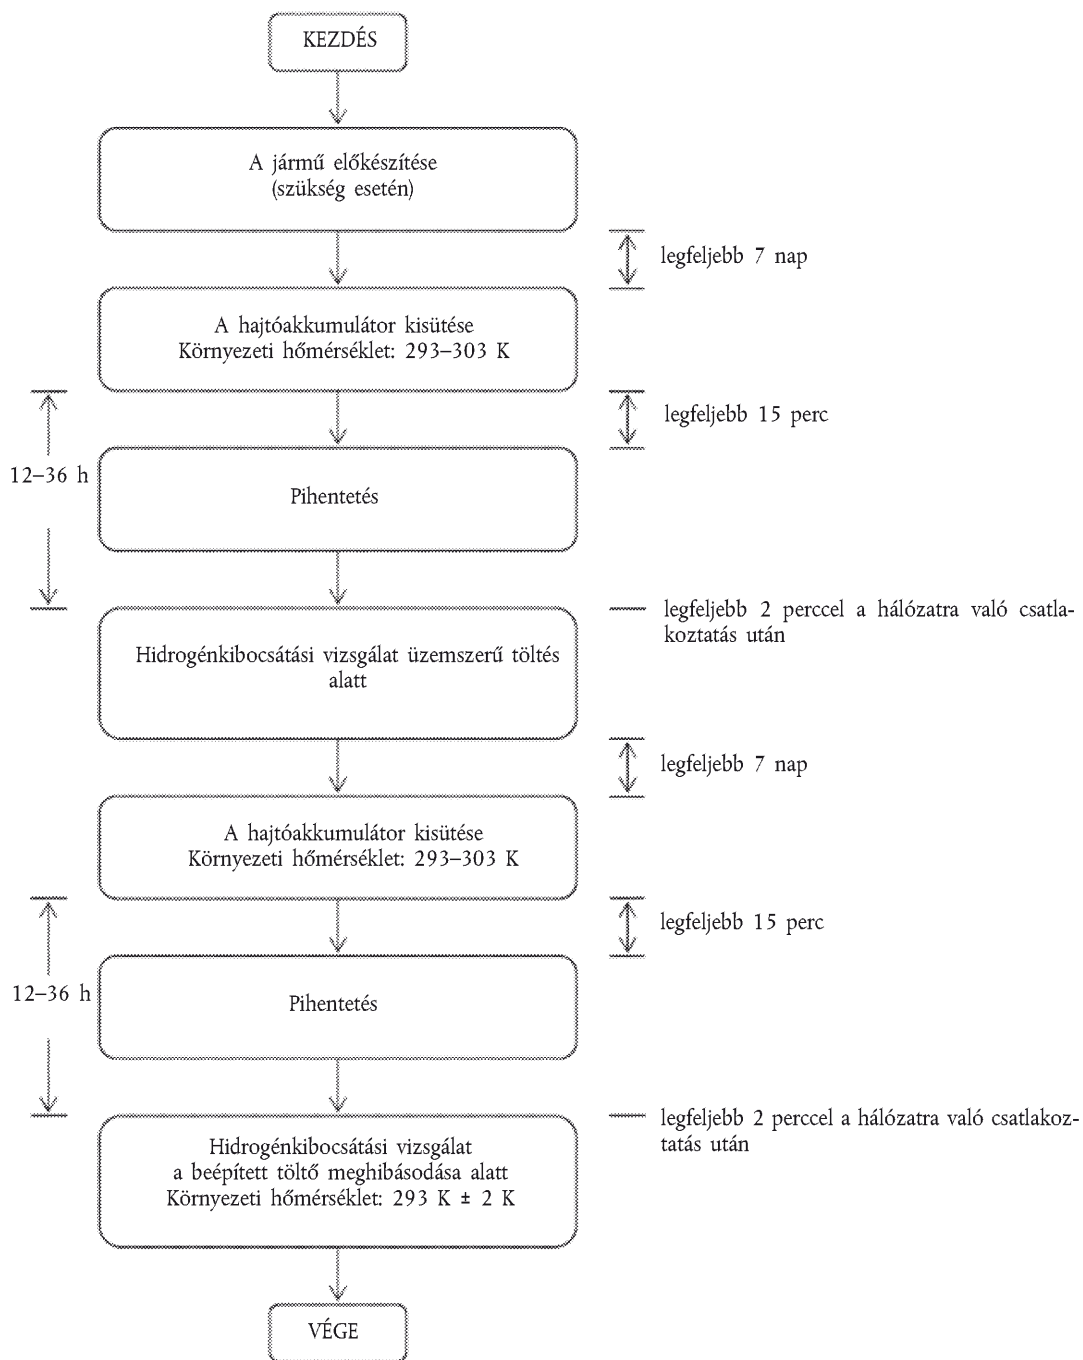 KEZDÉS
A jármű előkészítése
(szükség esetén)
legfeljebb 7 nap
A hajtóakkumulátor kisütése
Környezeti hőmérséklet: 293–303 K
legfeljebb 15 perc
12–36 h
Pihentetés
legfeljebb 2 perccel a hálózatra való csatla-
koztatás után
Hidrogénkibocsátási vizsgálat üzemszerű töltés
alatt
legfeljebb 7 nap
A hajtóakkumulátor kisütése
Környezeti hőmérséklet: 293–303 K
legfeljebb 15 perc
12–36 h
Pihentetés
legfeljebb 2 perccel a hálózatra való csatlakoz-
tatás után
Hidrogénkibocsátási vizsgálat
a beépített töltő meghibásodása alatt
Környezeti hőmérséklet: 293 K ± 2 K
VÉGE